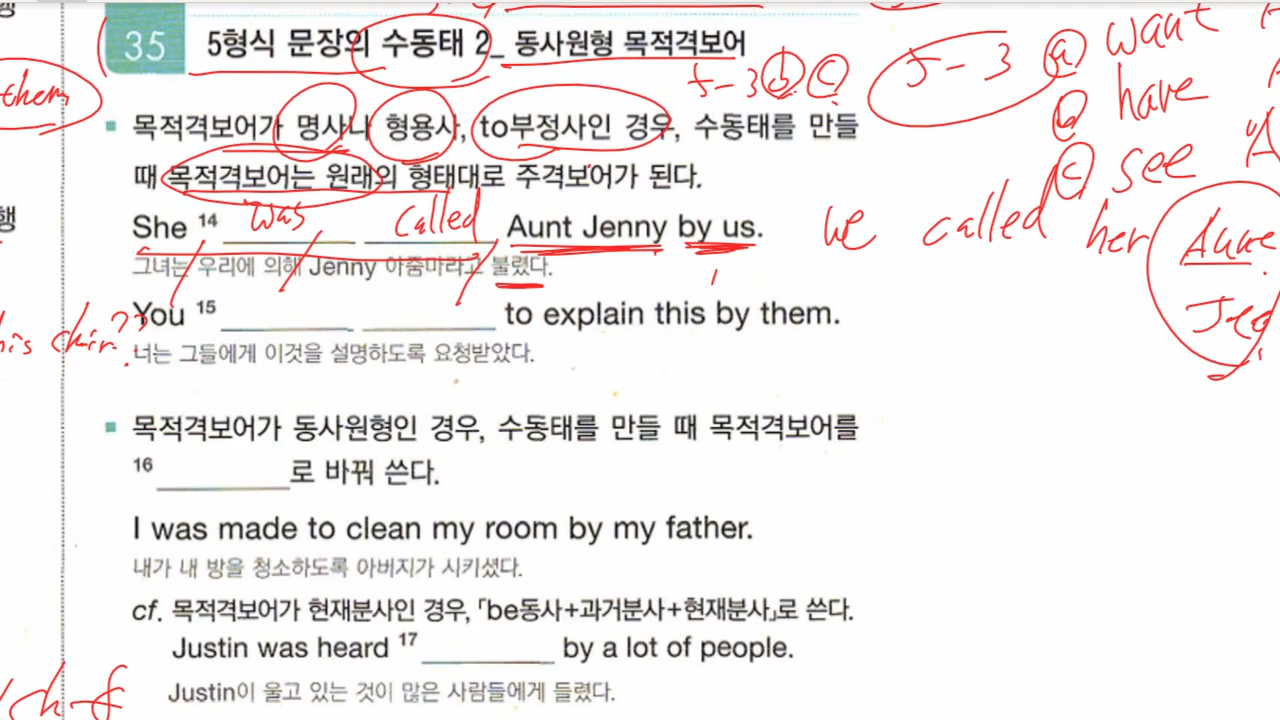 35 5형식 문장의 수동태 2_ 동사원형 목적격보어
5-3 ⓑ ⓒ
5-3 ⓐ want
ⓑ have
ⓒ see
them
목적격보어가 명사나 형용사, to부정사인 경우, 수동태를 만들
때 목적격보어는 원래의 형태대로 주격보어가 된다.
행
She 14 was called Aunt Jenny by us.
we called her
그녀는 우리에 의해 Jenny 아줌마라고 불렸다.
You 15 ____ ____ to explain this by them.
너는 그들에게 이것을 설명하도록 요청받았다.
목적격보어가 동사원형인 경우, 수동태를 만들 때 목적격보어를
16 ____로 바꿔 쓴다.
I was made to clean my room by my father.
내가 내 방을 청소하도록 아버지가 시키셨다.
cf. 목적격보어가 현재분사인 경우, 「be동사+과거분사+현재분사」로 쓴다.
Justin was heard 17 ____ by a lot of people.
Justin이 울고 있는 것이 많은 사람들에게 들렸다.